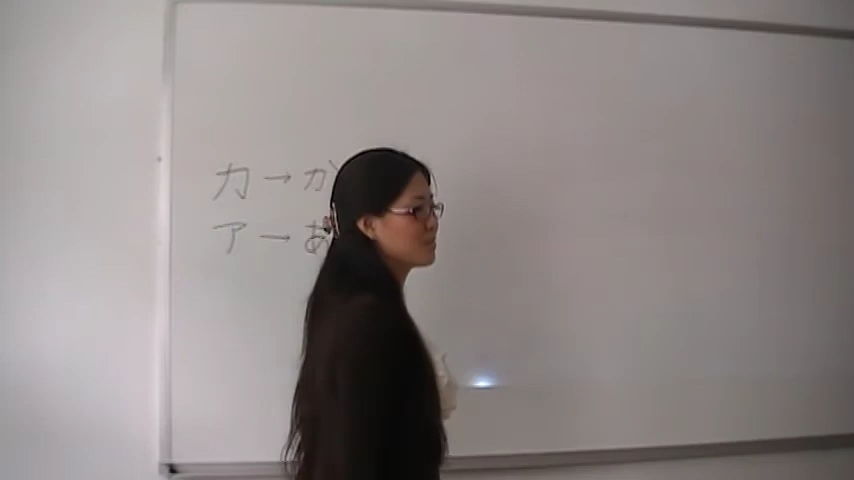 カ → か
ア → あ